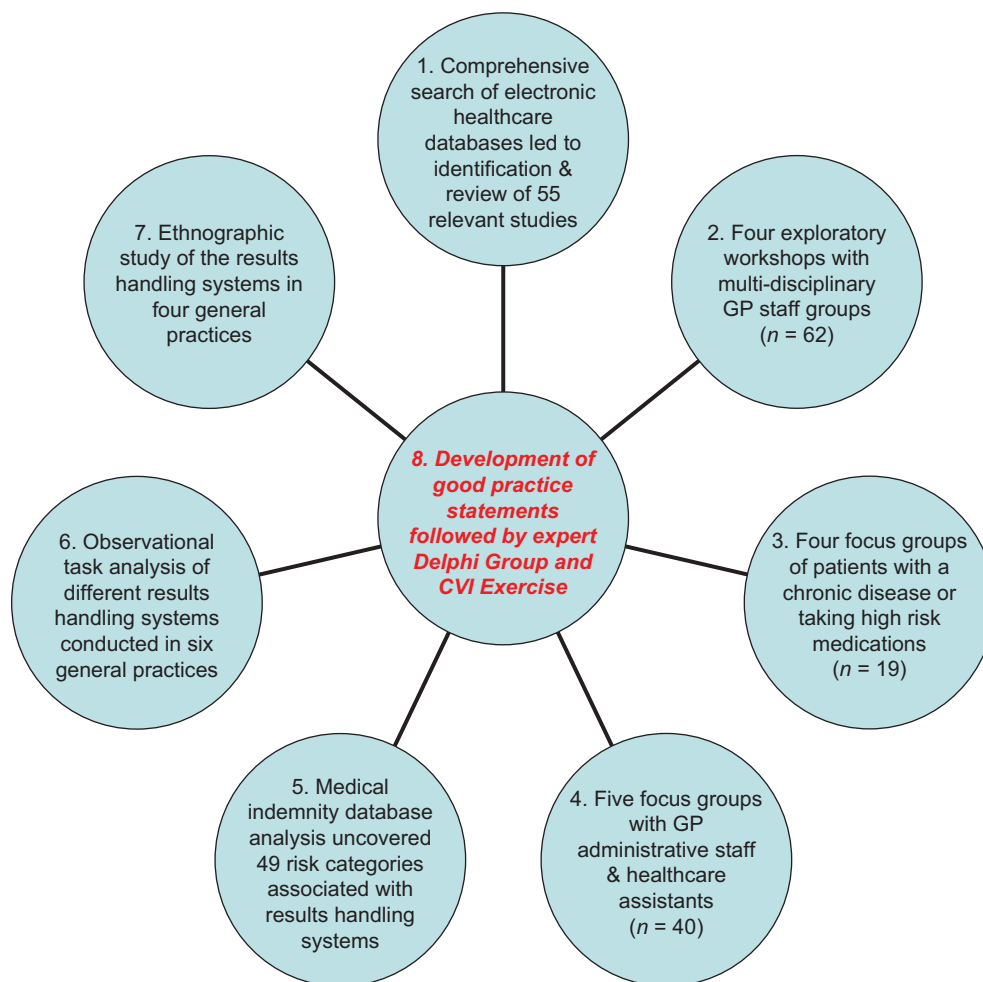 1. Comprehensive
search of electronic
healthcare
databases led to
identification &
review of 55
relevant studies
2. Four exploratory
workshops with
multi-disciplinary
GP staff groups
(n = 62)
3. Four focus groups
of patients with a
chronic disease or
taking high risk
medications
(n = 19)
4. Five focus groups
with GP
administrative staff
& healthcare
assistants
(n = 40)
5. Medical
indemnity database
analysis uncovered
49 risk categories
associated with
results handling
systems
6. Observational
task analysis of
different results
handling systems
conducted in six
general practices
7. Ethnographic
study of the results
handling systems in
four general
practices
8. Development of
good practice
statements
followed by expert
Delphi Group and
CVI Exercise